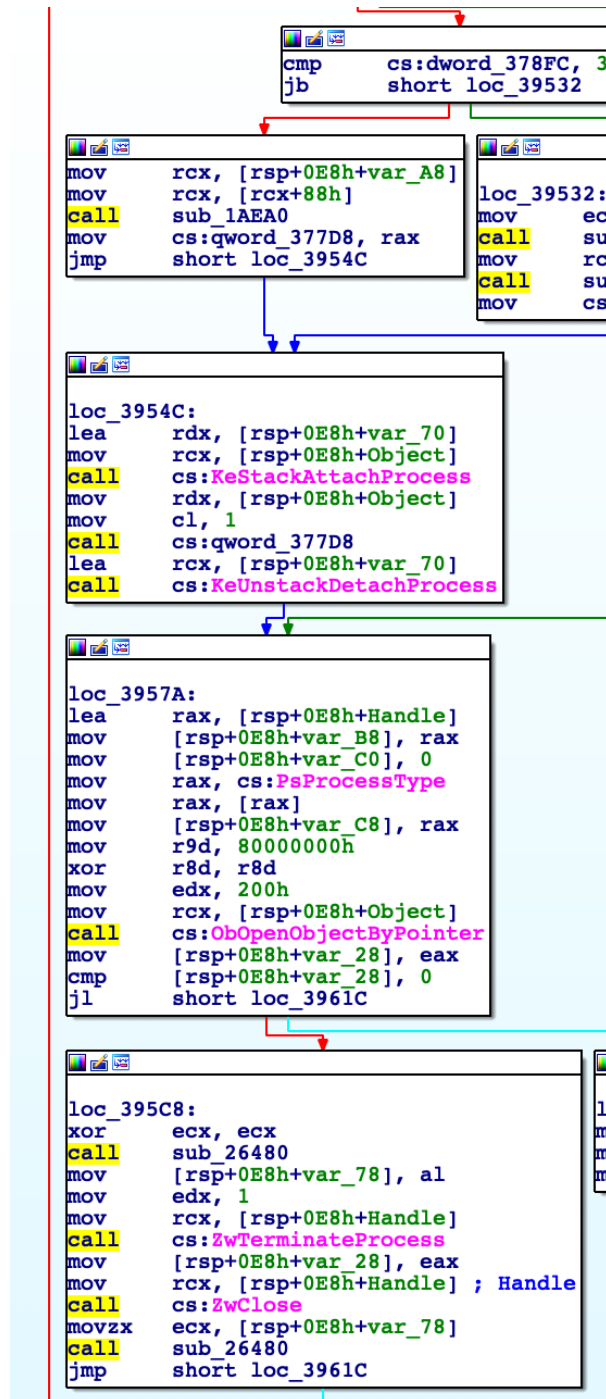 cmp cs:dword_378FC, 3
jb short loc_39532
mov rcx, [rsp+0E8h+var_A8]
mov rcx, [rcx+88h]
call sub_1AEA0
mov cs:qword_377D8, rax
jmp short loc_3954C
loc_39532:
mov ec
call su
mov rc
call su
mov cs
loc_3954C:
lea rdx, [rsp+0E8h+var_70]
mov rcx, [rsp+0E8h+Object]
call cs:KeStackAttachProcess
mov rdx, [rsp+0E8h+Object]
mov cl, 1
call cs:qword_377D8
lea rcx, [rsp+0E8h+var_70]
call cs:KeUnstackDetachProcess
loc_3957A:
lea rax, [rsp+0E8h+Handle]
mov [rsp+0E8h+var_B8], rax
mov [rsp+0E8h+var_C0], 0
mov rax, cs:PsProcessType
mov rax, [rax]
mov [rsp+0E8h+var_C8], rax
mov r9d, 80000000h
xor r8d, r8d
mov edx, 200h
mov rcx, [rsp+0E8h+Object]
call cs:ObOpenObjectByPointer
mov [rsp+0E8h+var_28], eax
cmp [rsp+0E8h+var_28], 0
jl short loc_3961C
loc_395C8:
xor ecx, ecx
call sub_26480
mov [rsp+0E8h+var_78], al
mov edx, 1
mov rcx, [rsp+0E8h+Handle]
call cs:ZwTerminateProcess
mov [rsp+0E8h+var_28], eax
mov rcx, [rsp+0E8h+Handle] ; Handle
call cs:ZwClose
movzx ecx, [rsp+0E8h+var_78]
call sub_26480
jmp short loc_3961C